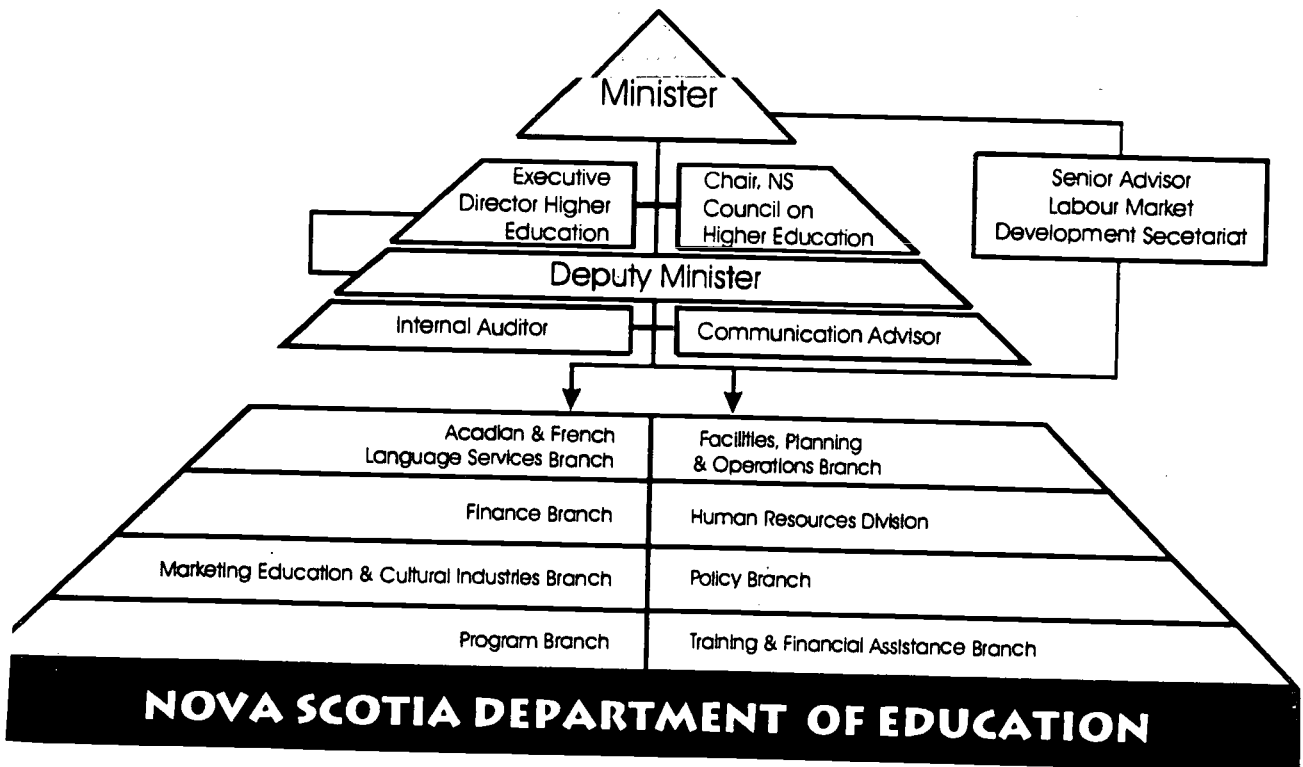 Minister
Executive
Director Higher
Education
Chair, NS
Council on
Higher Education
Senior Advisor
Labour Market
Development Secetariat
Deputy Minister
Internal Auditor
Communication Advisor
Acadian & French
Language Services Branch
Facilities, Planning
& Operations Branch
Finance Branch
Human Resources Division
Marketing Education & Cultural Industries Branch
Policy Branch
Program Branch
Training & Financial Assistance Branch
NOVA SCOTIA DEPARTMENT OF EDUCATION